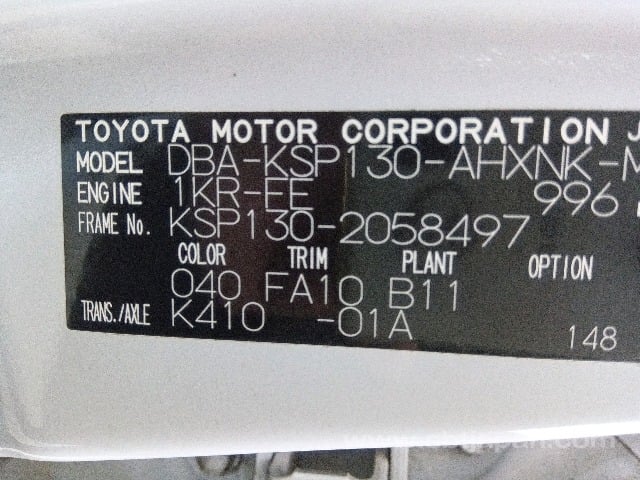 TOYOTA MOTOR CORPORATION J
MODEL DBA-KSP130-AHXNK-M
ENGINE 1KR-FE 996
FRAME No. KSP130-2058497
COLOR TRIM PLANT OPTION
040 FA10 B11
TRANS./AXLE K410 -01A
148